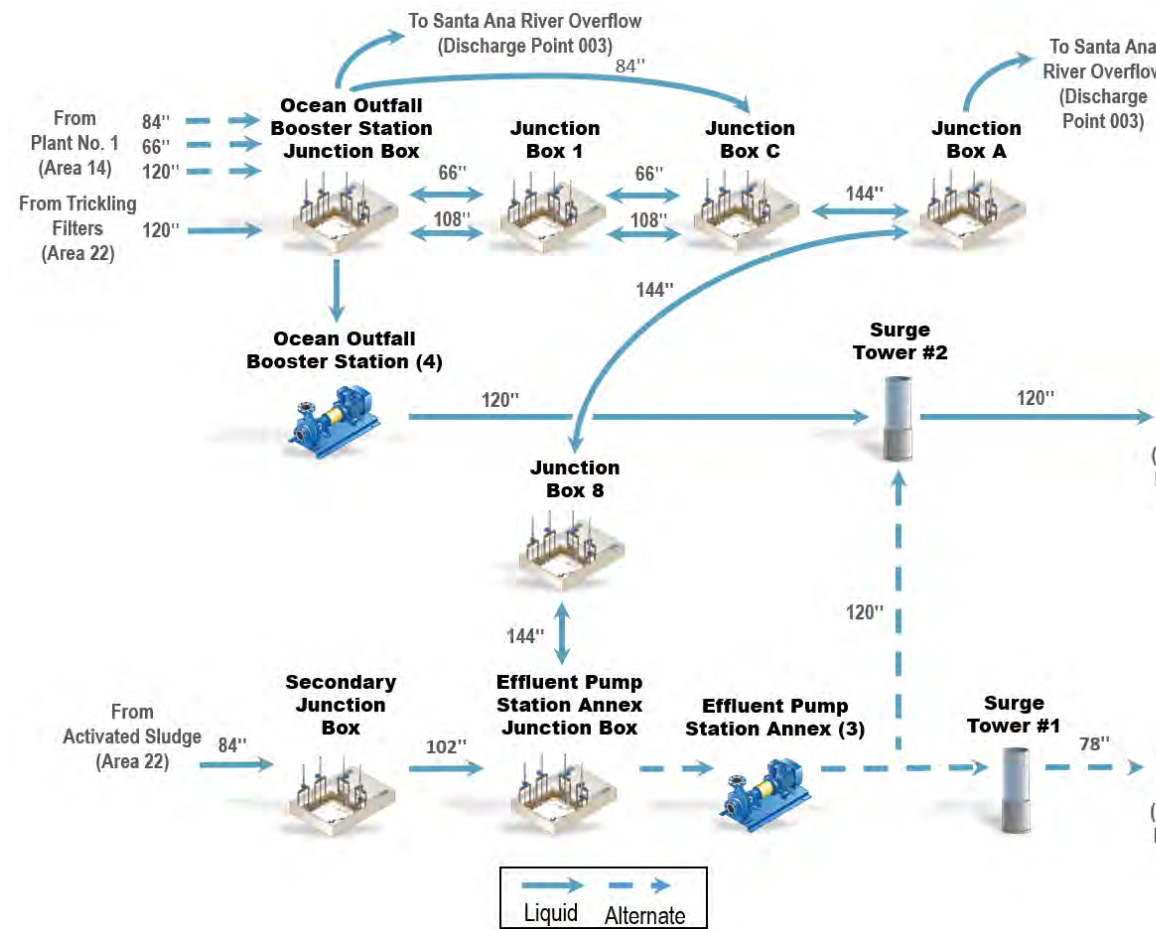 To Santa Ana River Overflow
(Discharge Point 003)
84"
To Santa Ana
River Overflow
(Discharge
Point 003)
From
Plant No. 1
(Area 14)
84"
66"
120"
Ocean Outfall
Booster Station
Junction Box
Junction
Box 1
Junction
Box C
Junction
Box A
From Trickling
Filters
(Area 22)
120"
66"
108"
66"
108"
144"
144"
Ocean Outfall
Booster Station (4)
Surge
Tower #2
120"
120"
Junction
Box 8
144"
120"
From
Activated Sludge
(Area 22)
84"
Secondary
Junction
Box
102"
Effluent Pump
Station Annex
Junction Box
Effluent Pump
Station Annex (3)
Surge
Tower #1
78"
Liquid
Alternate